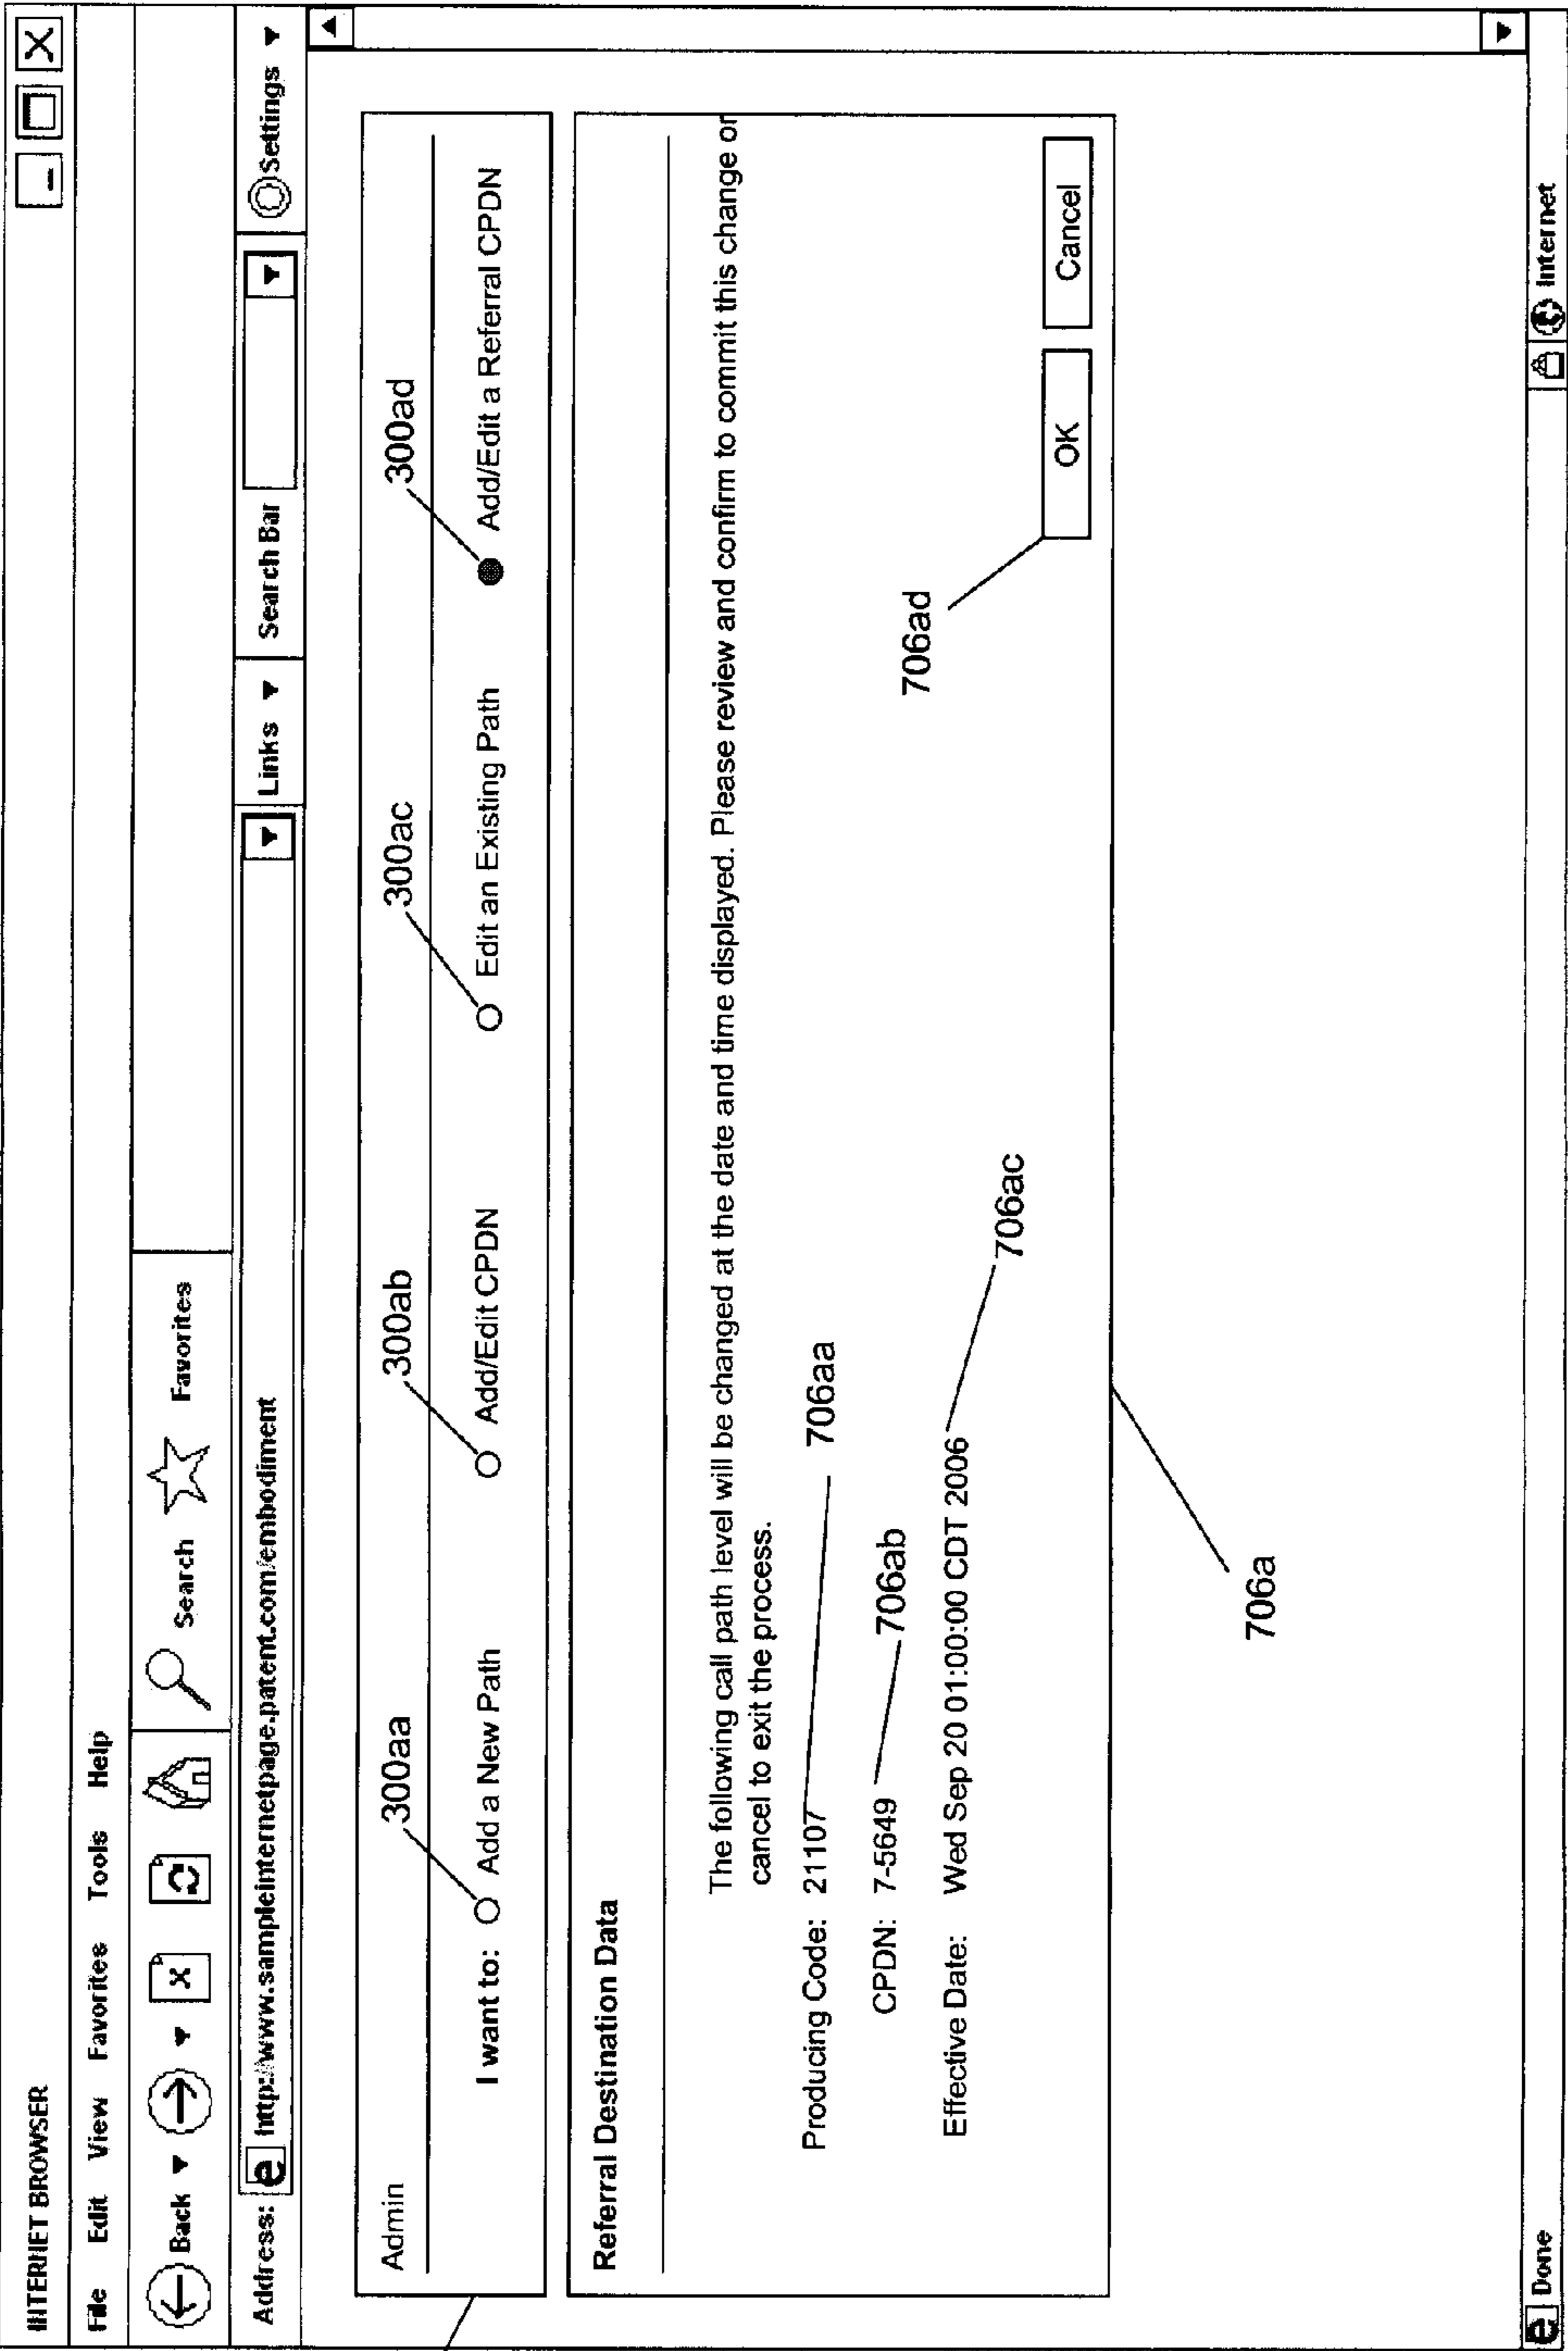 INTERNET BROWSER
File Edit View Favorites Tools Help
Back Search Favorites
Address: http://www.sampleinternetpage.patent.com/embodiment Links Search Bar Settings
Admin
300aa 300ab 300ac 300ad
I want to: Add a New Path Add/Edit CPDN Edit an Existing Path Add/Edit a Referral CPDN
Referral Destination Data
The following call path level will be changed at the date and time displayed. Please review and confirm to commit this change or
cancel to exit the process.
Producing Code: 21107 706aa
CPDN: 7-5649 706ab
Effective Date: Wed Sep 20 01:00:00 CDT 2006 706ac
706ad
OK Cancel
706a
Done Internet